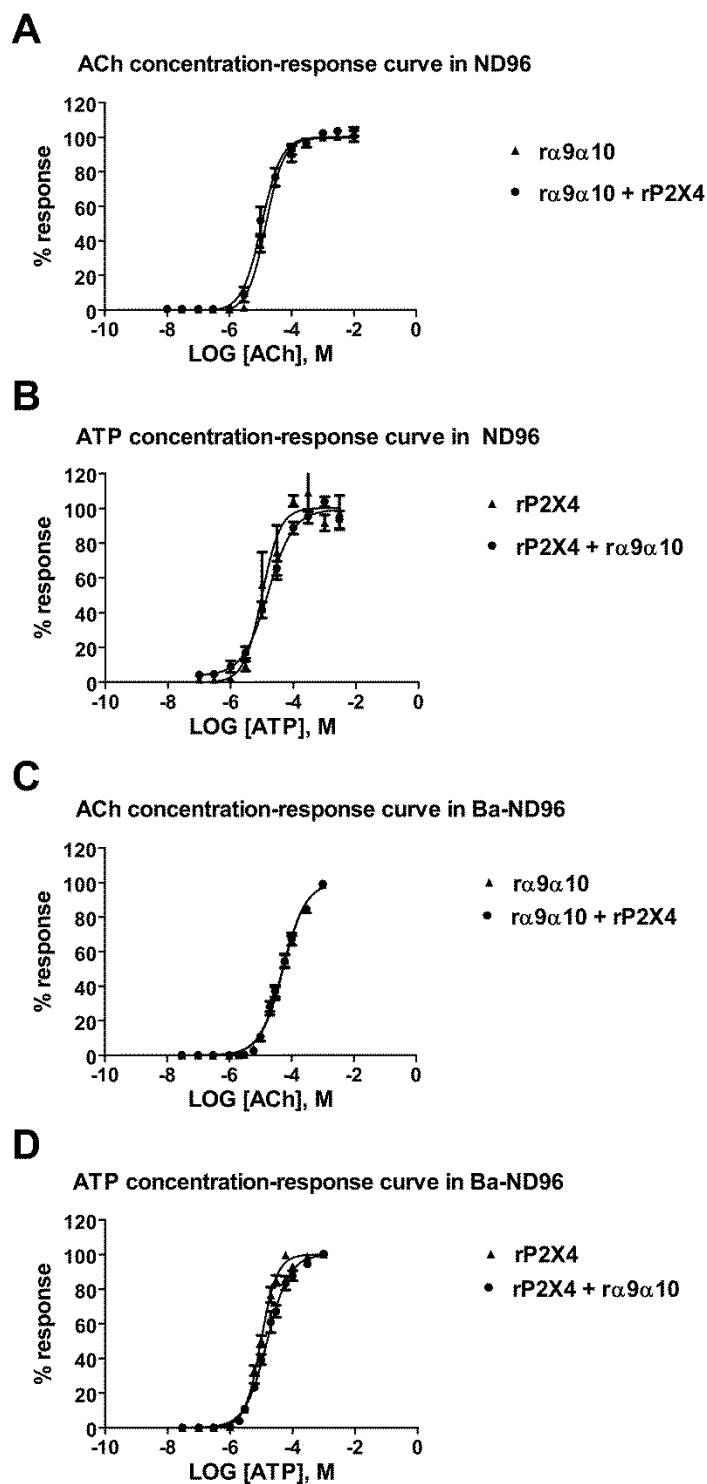 A
ACh concentration-response curve in ND96
% response
120
100
80
60
40
20
0
-10 -8 -6 -4 -2 0
LOG [ACh], M
rα9α10
rα9α10 + rP2X4
B
ATP concentration-response curve in ND96
% response
120
100
80
60
40
20
0
-10 -8 -6 -4 -2 0
LOG [ATP], M
rP2X4
rP2X4 + rα9α10
C
ACh concentration-response curve in Ba-ND96
% response
120
100
80
60
40
20
0
-10 -8 -6 -4 -2 0
LOG [ACh], M
rα9α10
rα9α10 + rP2X4
D
ATP concentration-response curve in Ba-ND96
% response
120
100
80
60
40
20
0
-10 -8 -6 -4 -2 0
LOG [ATP], M
rP2X4
rP2X4 + rα9α10